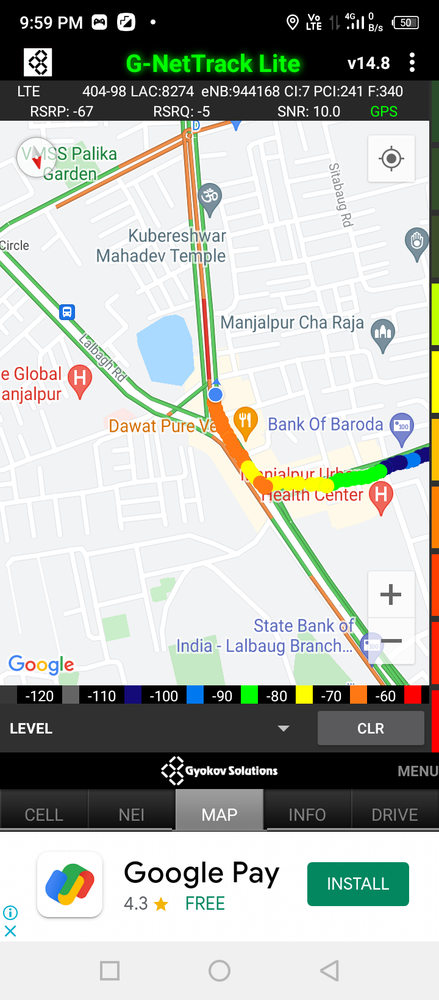 9:59 PM
Vo LTE 4G 0 B/s 50
G-NetTrack Lite v14.8
LTE 404-98 LAC:8274 eNB:944168 CI:7 PCI:241 F:340
RSRP: -67 RSRQ: -5 SNR: 10.0 GPS
D
VMSS Palika
Garden
Sitabaug Rd
Kubereshwar
Mahadev Temple
Circle
Manjalpur Cha Raja
Lalbagh Rd
e Global
anjalpur
H
Dawat Pure Ve
Bank Of Baroda
100
Manjalpur Urba
Health Center
H
+
State Bank of
India - Lalbaug Branch...
100
−
Google
-120 -110 -100 -90 -80 -70 -60
LEVEL CLR
Gyokov Solutions MENU
CELL NEI MAP INFO DRIVE
Google Pay
4.3 FREE
INSTALL